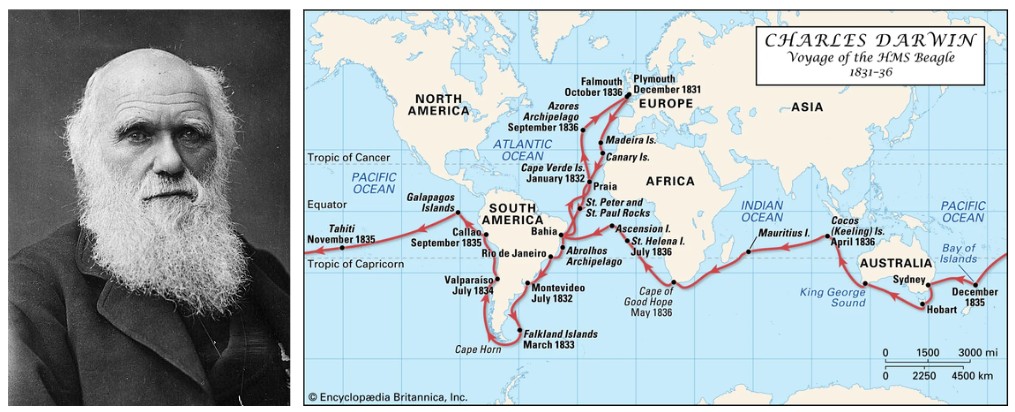 CHARLES DARWIN
Voyage of the HMS Beagle
1831-36
NORTH
AMERICA
Falmouth
October 1836
Plymouth
December 1831
EUROPE
ASIA
Azores
Archipelago
September 1836
ATLANTIC
OCEAN
Madeira Is.
Canary Is.
Tropic of Cancer
PACIFIC
OCEAN
Cape Verde Is.
January 1832
Praia
AFRICA
Galapagos
Islands
Equator
SOUTH
AMERICA
St. Peter and
St. Paul Rocks
INDIAN
OCEAN
PACIFIC
OCEAN
Tahiti
November 1835
Callao
September 1835
Bahia
Ascension I.
St. Helena I.
July 1836
Mauritius I.
Cocos
(Keeling) Is.
April 1836
Rio de Janeiro
Abrolhos
Archipelago
Bay of
Islands
Tropic of Capricorn
AUSTRALIA
Sydney
Valparaíso
July 1834
Montevideo
July 1832
Cape of
Good Hope
May 1836
King George
Sound
December
1835
Hobart
Falkland Islands
March 1833
Cape Horn
0 1500 3000 mi
0 2250 4500 km
© Encyclopædia Britannica, Inc.